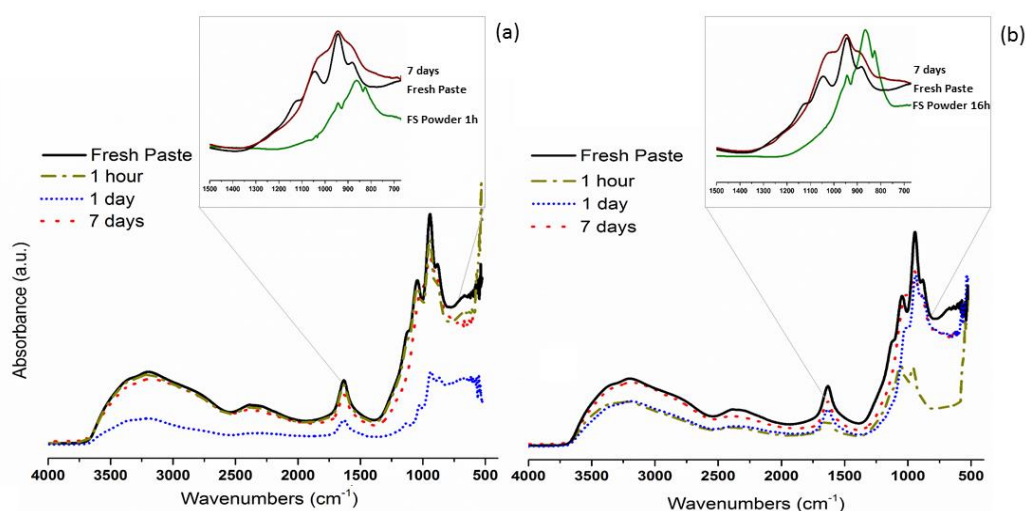 (a)
7 days
Fresh Paste
FS Powder 1h
1500 1400 1300 1200 1100 1000 900 800 700
Fresh Paste
1 hour
1 day
7 days
Absorbance (a.u.)
4000 3500 3000 2500 2000 1500 1000 500
Wavenumbers (cm-1)
(b)
7 days
Fresh Paste
FS Powder 16h
1500 1400 1300 1200 1100 1000 900 800 700
Fresh Paste
1 hour
1 day
7 days
4000 3500 3000 2500 2000 1500 1000 500
Wavenumbers (cm-1)